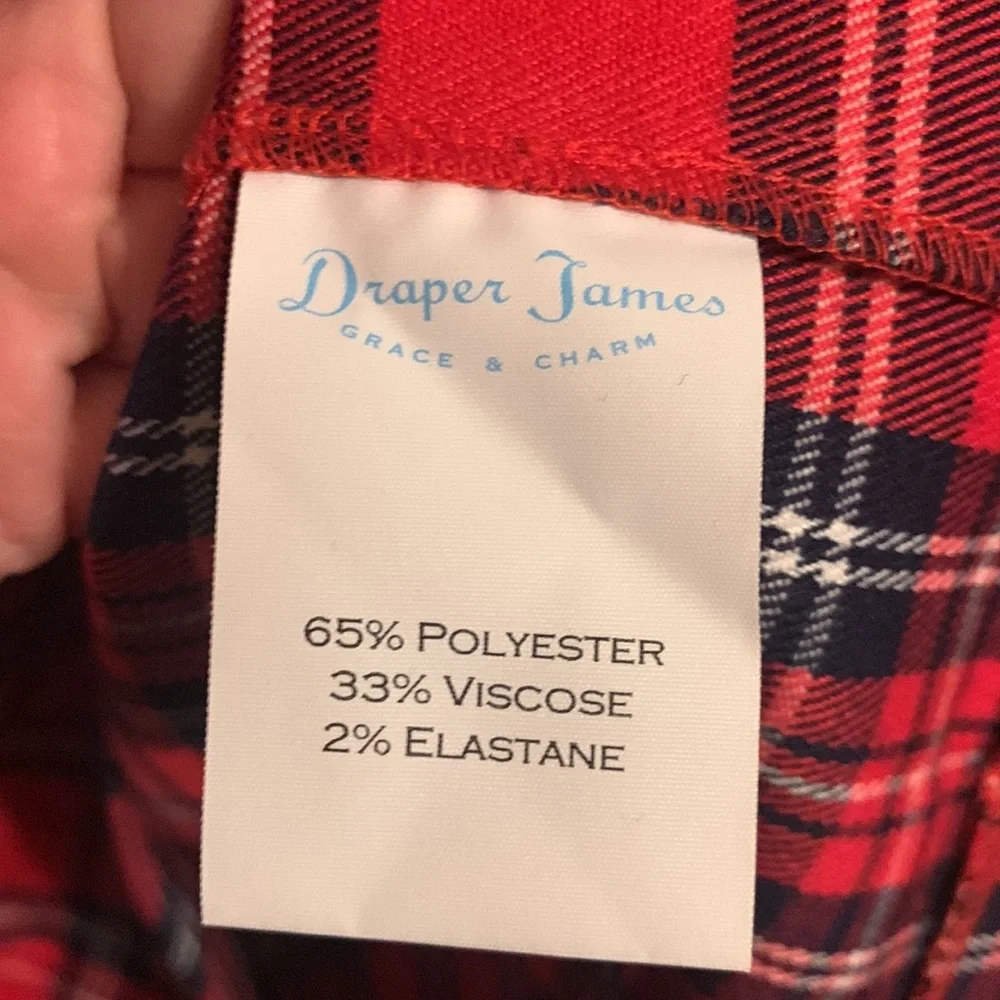 Draper James
GRACE & CHARM
65% POLYESTER
33% VISCOSE
2% ELASTANE